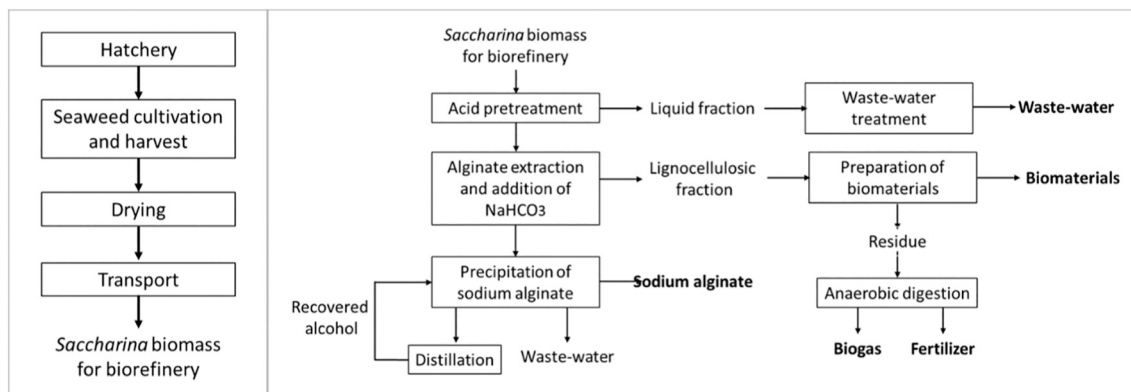 Hatchery
Seaweed cultivation
and harvest
Drying
Transport
Saccharina biomass
for biorefinery
Saccharina biomass
for biorefinery
Acid pretreatment
Liquid fraction
Waste-water
treatment
Waste-water
Alginate extraction
and addition of
NaHCO3
Lignocellulosic
fraction
Preparation of
biomaterials
Biomaterials
Residue
Precipitation of
sodium alginate
Sodium alginate
Anaerobic digestion
Recovered
alcohol
Distillation
Waste-water
Biogas
Fertilizer